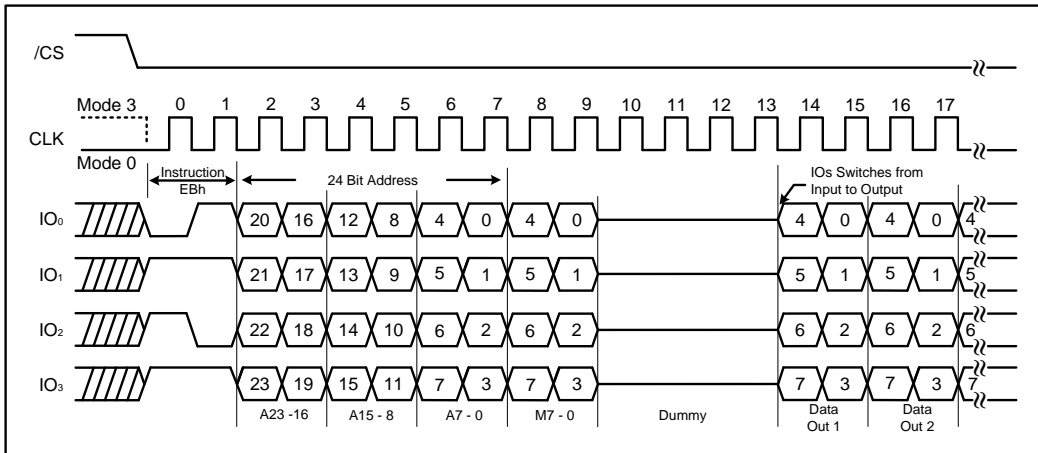 /CS
Mode 3
0 1 2 3 4 5 6 7 8 9 10 11 12 13 14 15 16 17
CLK
Mode 0
Instruction
EBh
24 Bit Address
IOs Switches from
Input to Output
IO0 20 16 12 8 4 0 4 0 4 0 4 0 4
IO1 21 17 13 9 5 1 5 1 5 1 5 1 5
IO2 22 18 14 10 6 2 6 2 6 2 6 2 6
IO3 23 19 15 11 7 3 7 3 7 3 7 3 7
A23 -16 A15 - 8 A7 - 0 M7 - 0 Dummy
Data
Out 1
Data
Out 2